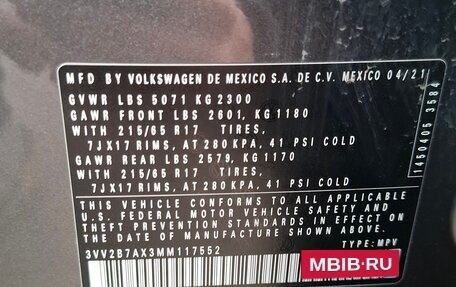 MFD BY VOLKSWAGEN DE MEXICO S.A. DE C.V. MEXICO 04/21
GVWR LBS 5071 KG 2300
GAWR FRONT LBS 2601, KG 1180
WITH 215/65 R17 TIRES,
7JX17 RIMS, AT 280 KPA, 41 PSI COLD
GAWR REAR LBS 2579, KG 1170
WITH 215/65 R17 TIRES,
7JX17 RIMS, AT 280 KPA, 41 PSI COLD
THIS VEHICLE CONFORMS TO ALL APPLICABLE
U.S. FEDERAL MOTOR VEHICLE SAFETY AND
THEFT PREVENTION STANDARDS IN EFFECT ON
THE DATE OF MANUFACTURE SHOWN ABOVE.
3VV2B7AX3MM117552 TYPE: MPV
1450405 3584
MBIB.RU